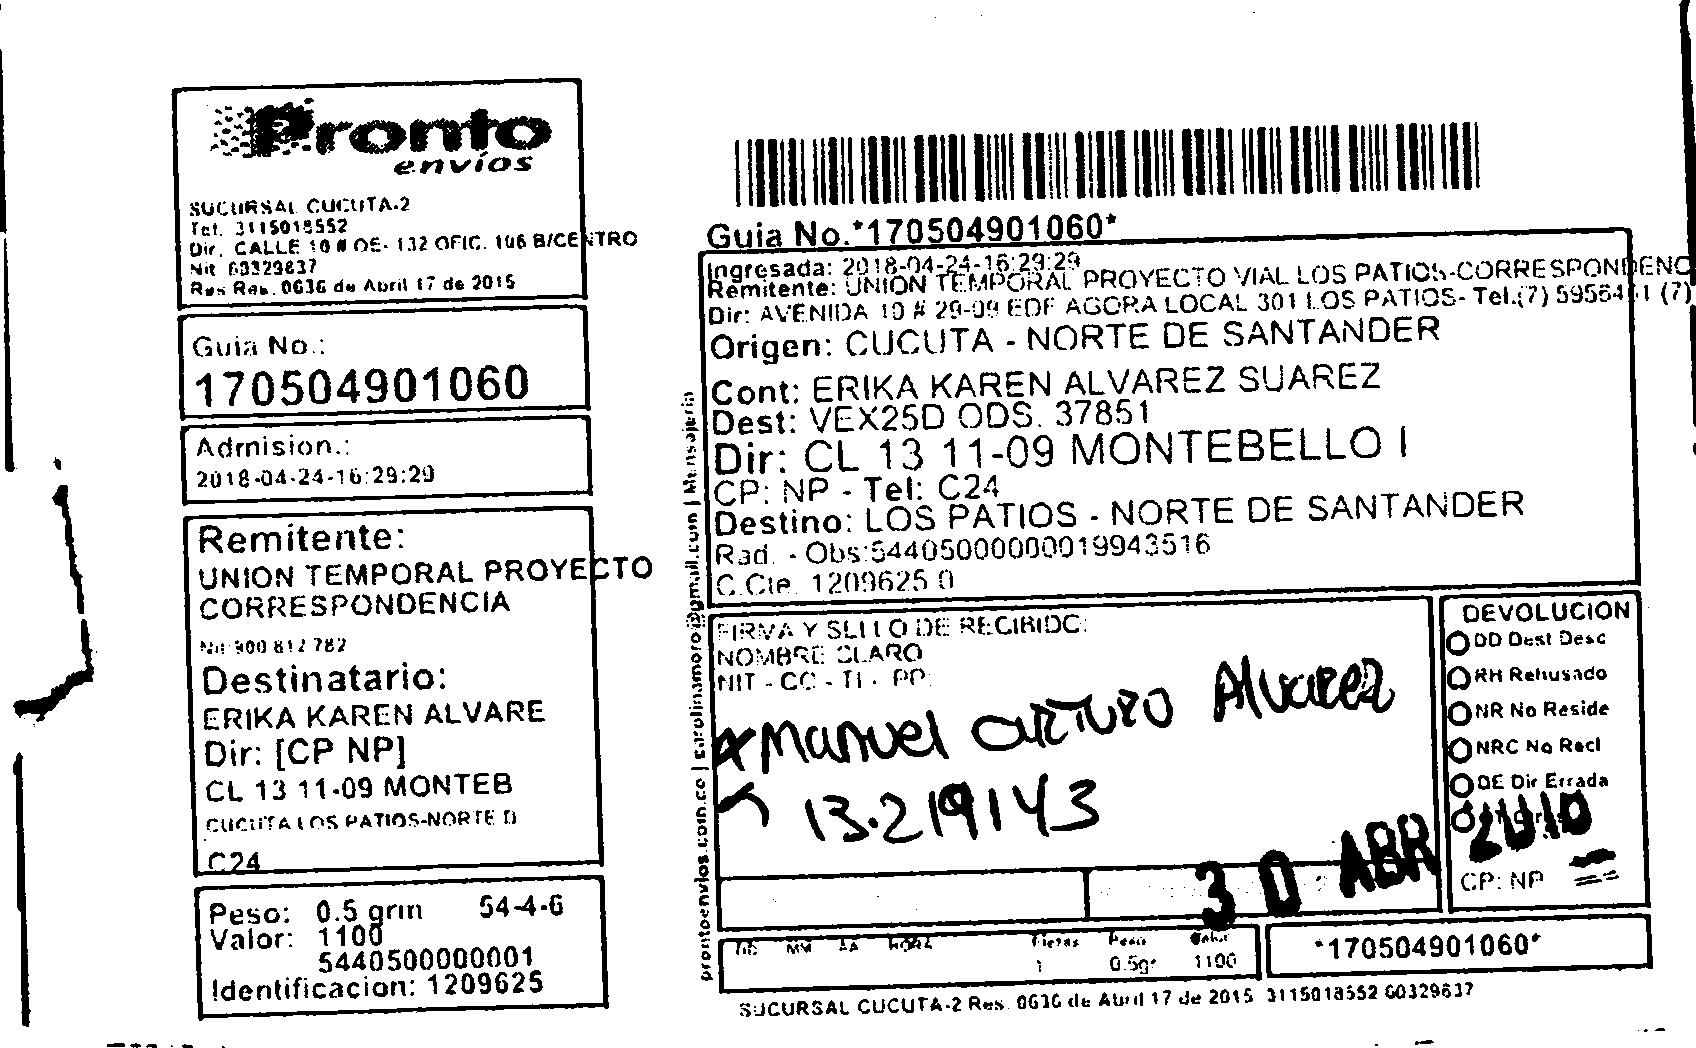 Pronto
envíos
SUCURSAL CUCUTA-2
Tel. 3115018552
Dir. CALLE 10 # OE- 132 OFIC. 106 B/CENTRO
Nit 60329837
Res Res. 0636 de Abril 17 de 2015
Guia No.:
170504901060
Admision.:
2018-04-24-16:29:29
Remitente:
UNION TEMPORAL PROYECTO
CORRESPONDENCIA
Nit 900 812 782
Destinatario:
ERIKA KAREN ALVARE
Dir: [CP NP]
CL 13 11-09 MONTEB
CUCUTA LOS PATIOS-NORTE D
C24
Peso: 0.5 grm 54-4-6
Valor: 1100
5440500000001
Identificacion: 1209625
prontoenvios.com.co | carolinamoro@gmail.com | Mensajeria
Guia No.*170504901060*
Ingresada: 2018-04-24-16:29:29
Remitente: UNION TEMPORAL PROYECTO VIAL LOS PATIOS-CORRESPONDENC
Dir: AVENIDA 10 # 29-09 EDF AGORA LOCAL 301 LOS PATIOS- Tel.(7) 5956461 (7)
Origen: CUCUTA - NORTE DE SANTANDER
Cont: ERIKA KAREN ALVAREZ SUAREZ
Dest: VEX25D ODS. 37851
Dir: CL 13 11-09 MONTEBELLO I
CP: NP - Tel: C24
Destino: LOS PATIOS - NORTE DE SANTANDER
Rad. - Obs:544050000000019943516
C.Cte. 1209625 0
FIRMA Y SELLO DE RECIBIDO:
NOMBRE CLARO
NIT - CC - TI - PP:
Manuel Arturo Alvarez
13.219143
30 ABR
DEVOLUCION
DD Dest Desc
RH Rehusado
NR No Reside
NRC No Recl
DE Dir Errada
CP: NP
DE MM AA HORA
Piezas Peso Valor
1 0.5gr 1100
*170504901060*
SUCURSAL CUCUTA-2 Res. 0636 de Abril 17 de 2015 3115018552 60329837